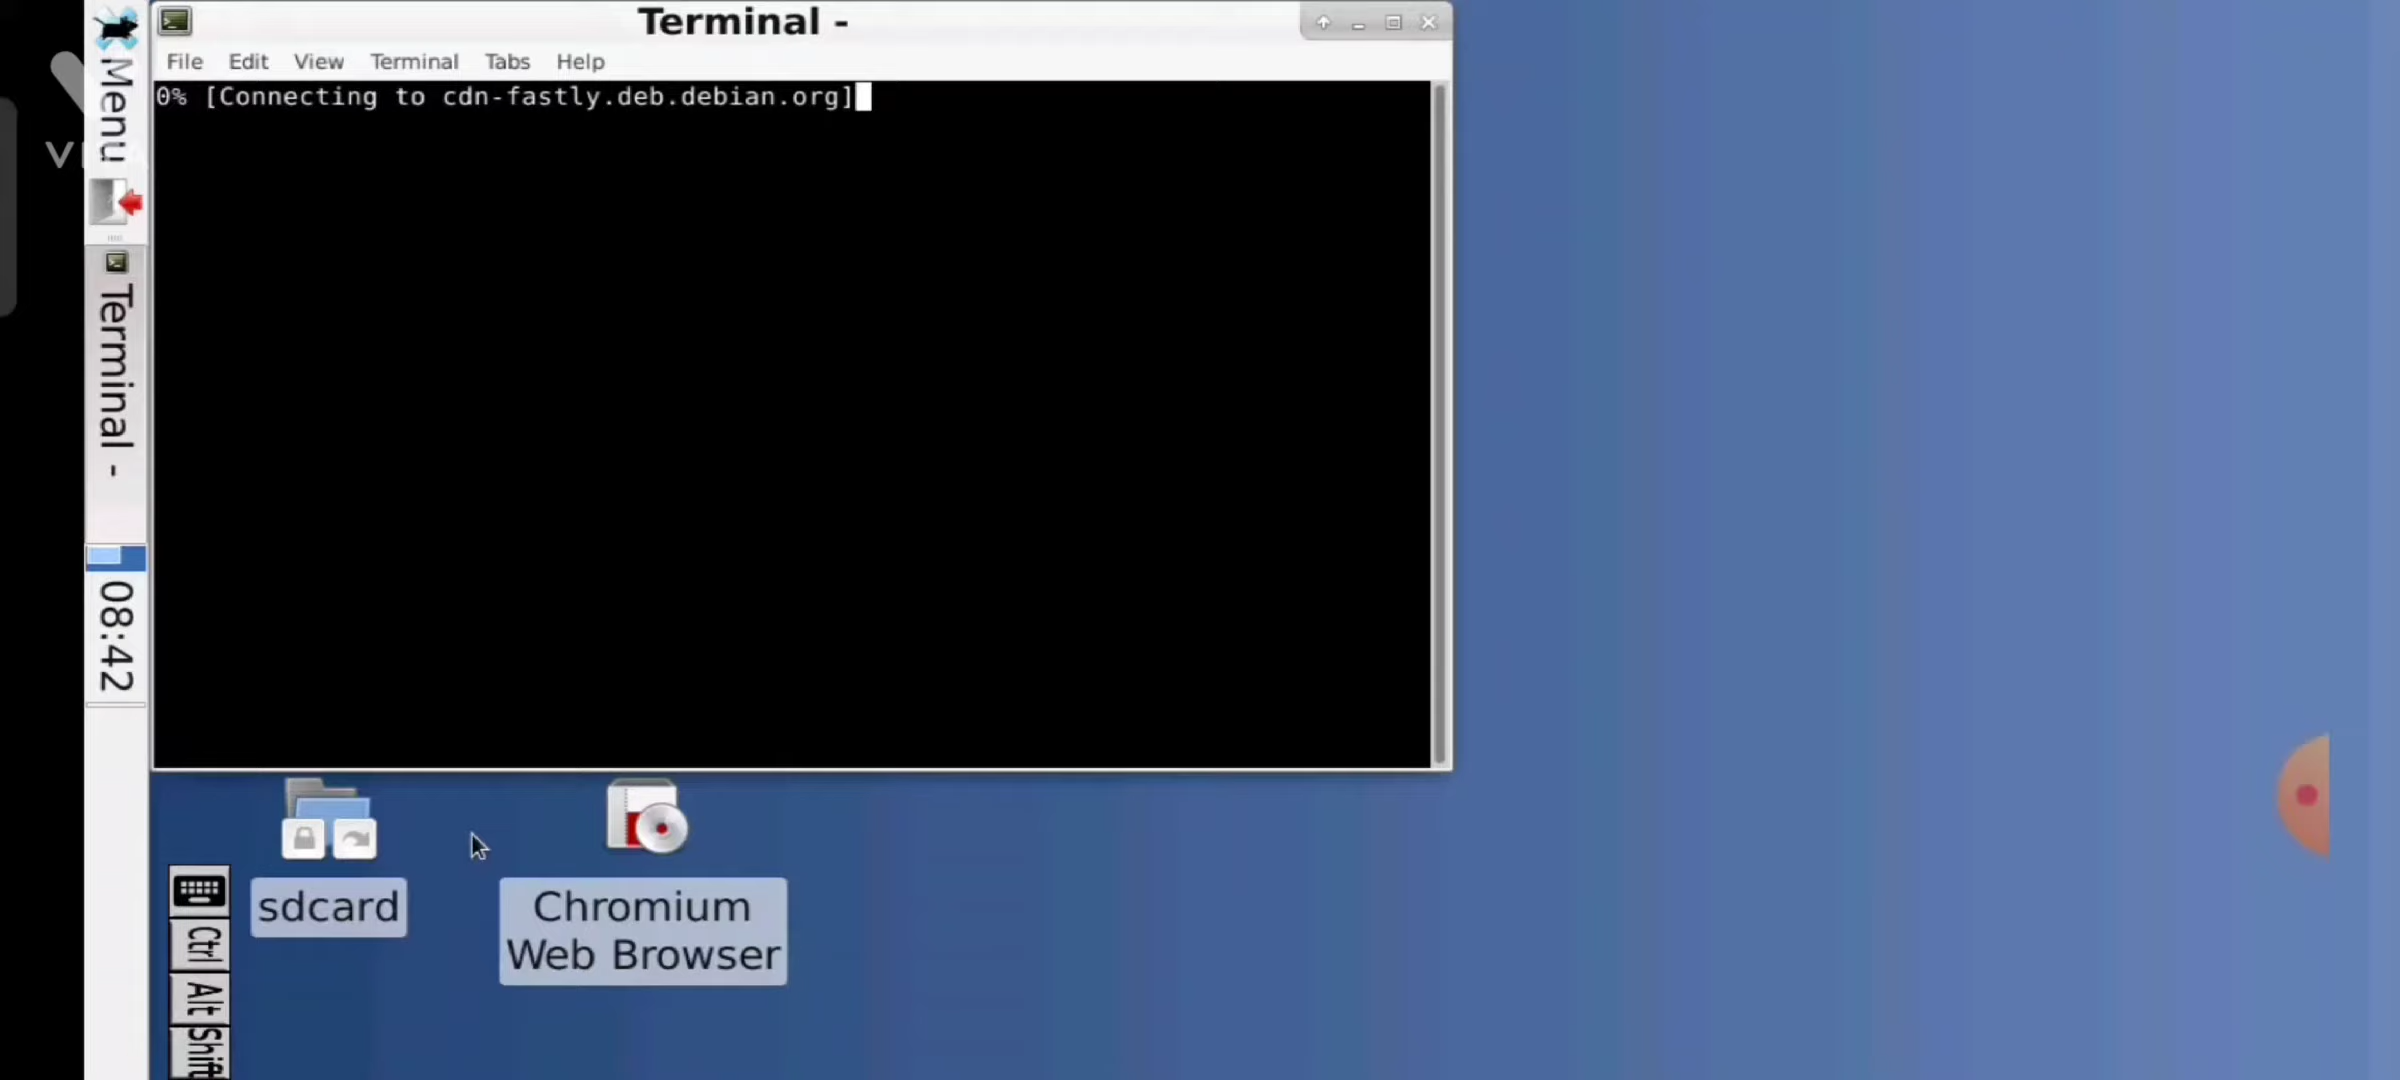 Terminal -
File Edit View Terminal Tabs Help
0% [Connecting to cdn-fastly.deb.debian.org]
Menu
Terminal -
08:42
sdcard
Chromium
Web Browser
Ctrl
Alt
Shift